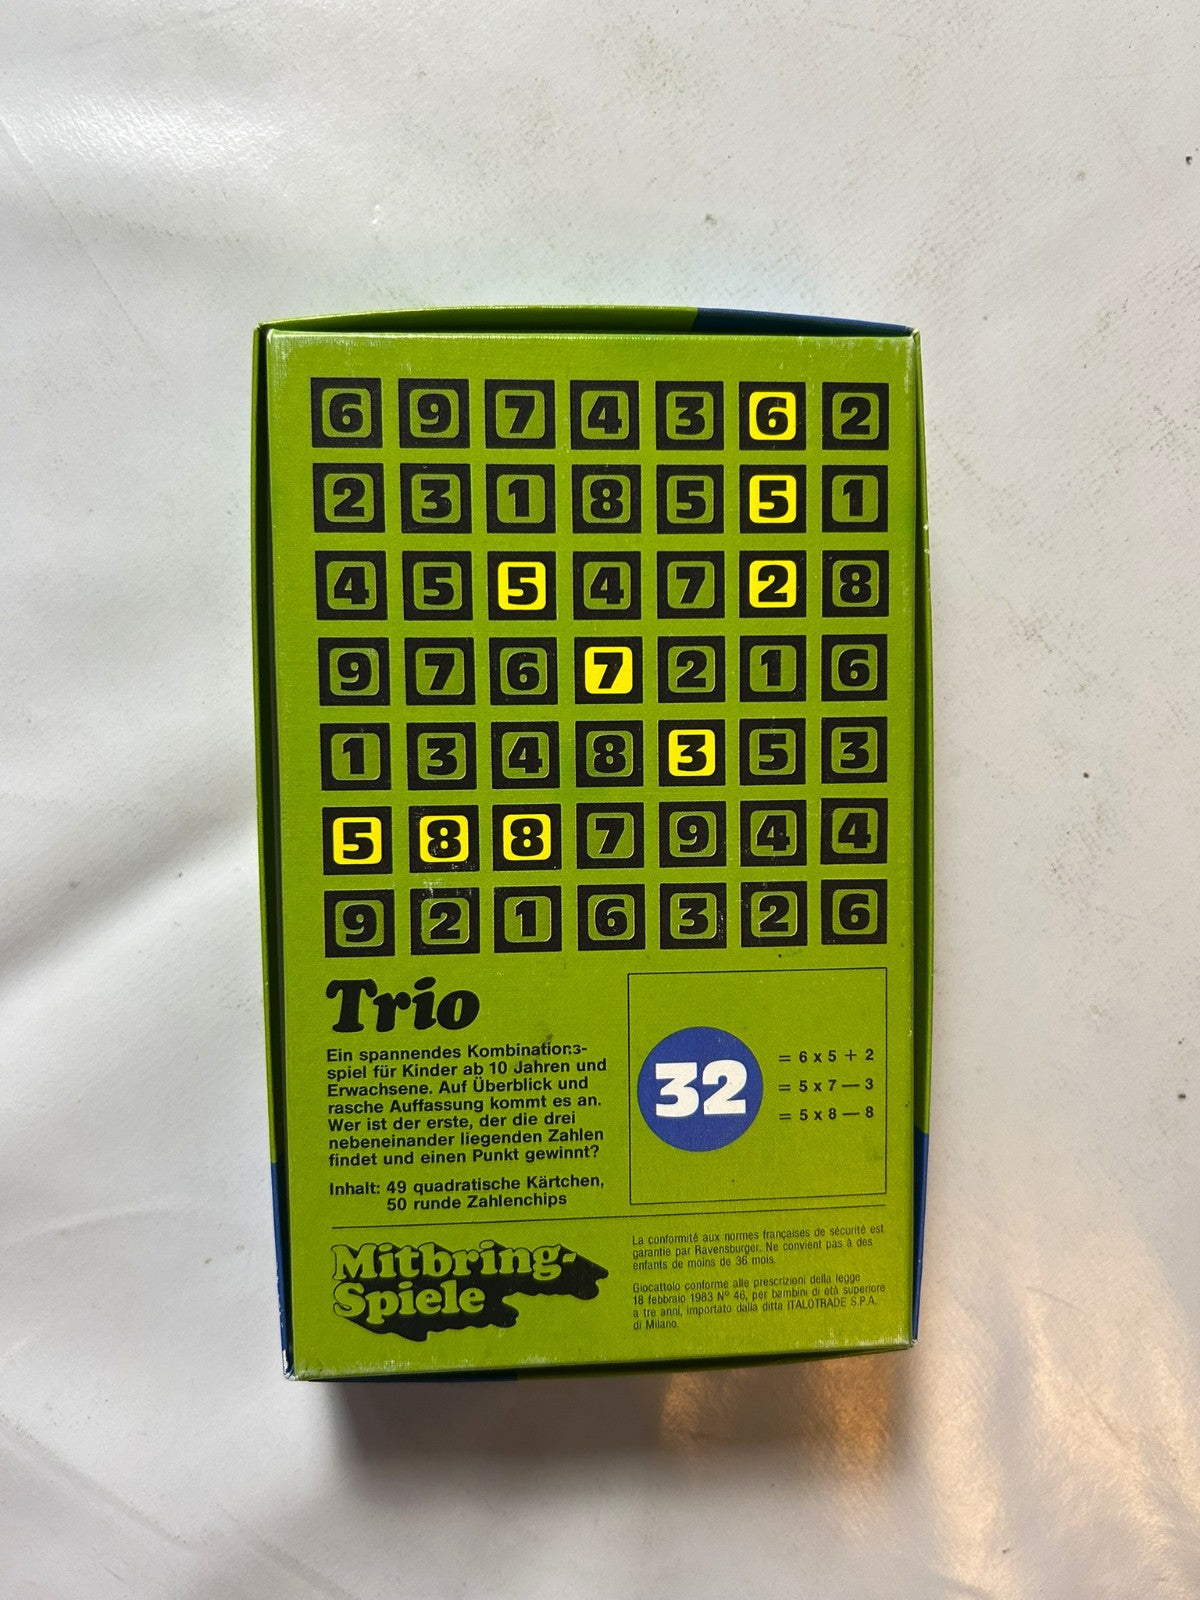 6 9 7 4 3 6 2
2 3 1 8 5 5 1
4 5 5 4 7 2 8
9 7 6 7 2 1 6
1 3 4 8 3 5 3
5 8 8 7 9 4 4
9 2 1 6 3 2 6
Trio
Ein spannendes Kombinations-
spiel für Kinder ab 10 Jahren und
Erwachsene. Auf Überblick und
rasche Auffassung kommt es an.
Wer ist der erste, der die drei
nebeneinander liegenden Zahlen
findet und einen Punkt gewinnt?
Inhalt: 49 quadratische Kärtchen,
50 runde Zahlenchips
32
= 6 x 5 + 2
= 5 x 7 — 3
= 5 x 8 — 8
Mitbring-
Spiele
La conformité aux normes françaises de sécurité est
garantie par Ravensburger. Ne convient pas à des
enfants de moins de 36 mois.
Giocattolo conforme alle prescrizioni della legge
18 febbraio 1983 Nº 46, per bambini di età superiore
a tre anni, importato dalla ditta ITALOTRADE S.P.A.
di Milano.